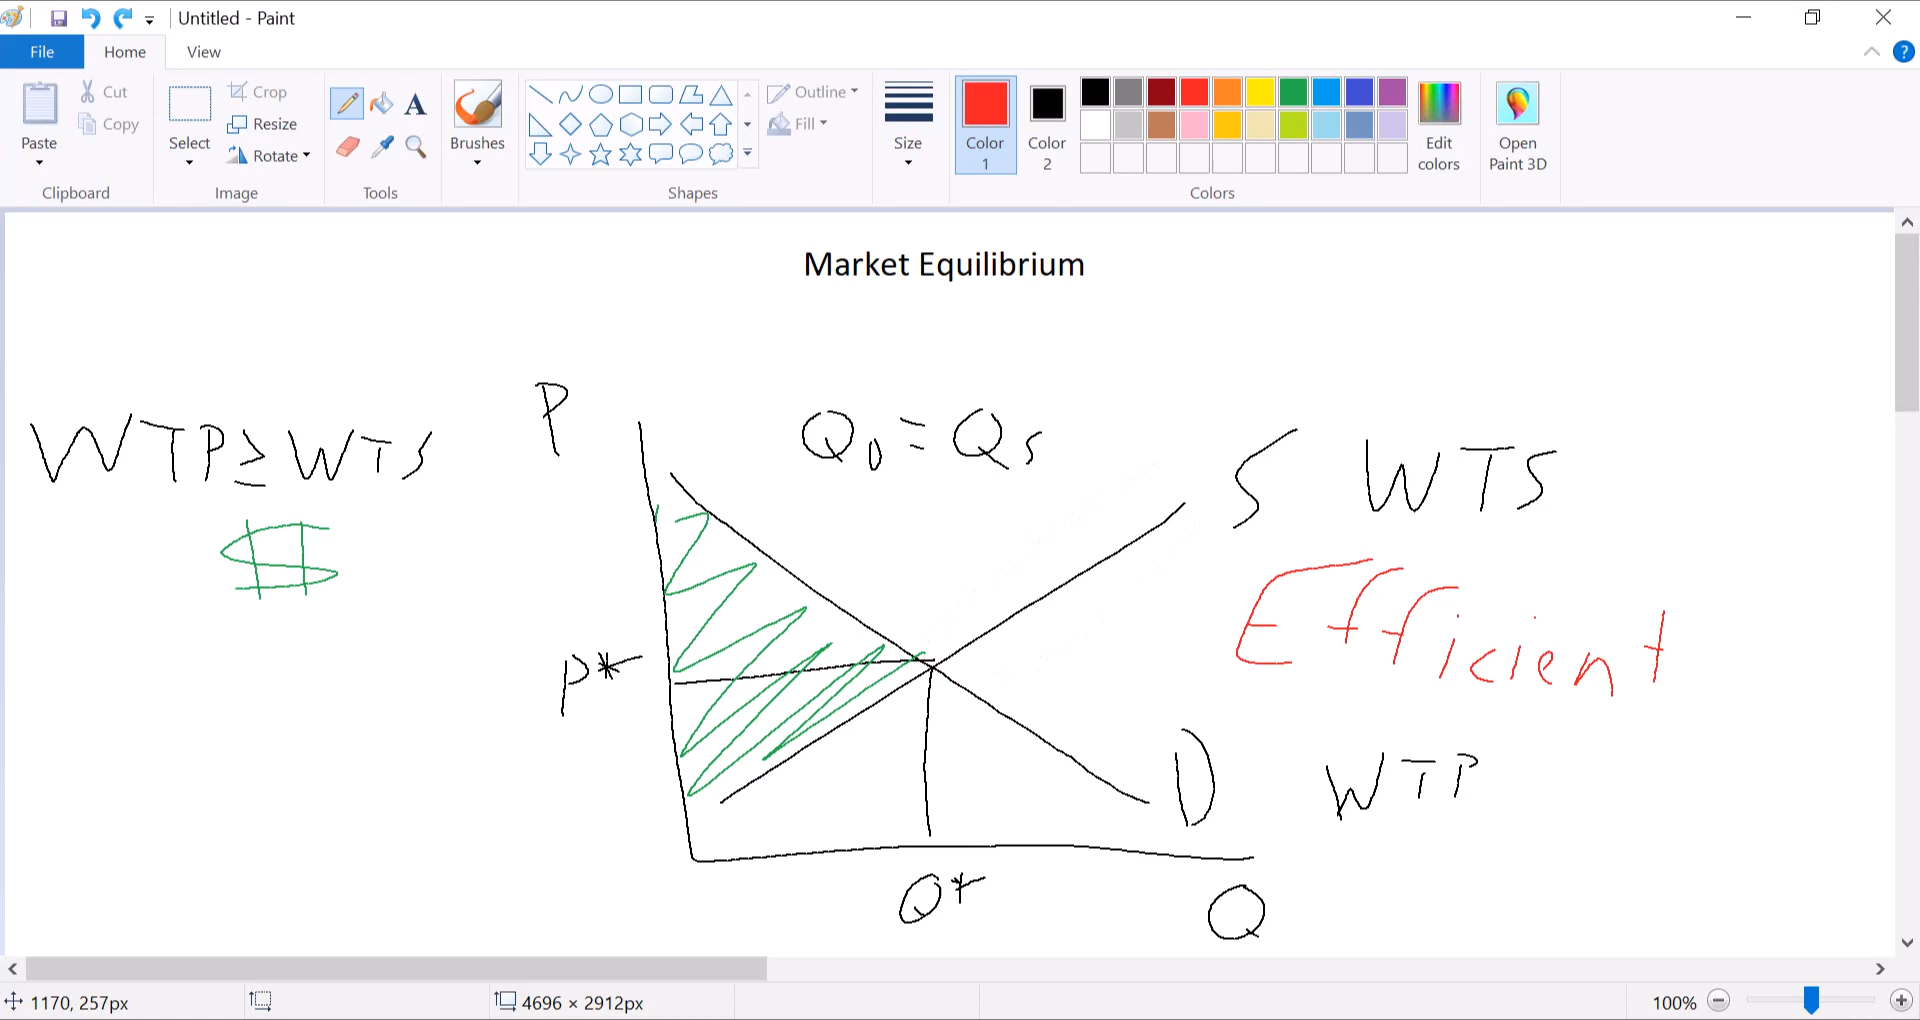 Untitled - Paint
File Home View
Paste
Cut
Copy
Clipboard
Select
Crop
Resize
Rotate
Image
A
Tools
Brushes
Shapes
Outline
Fill
Size
Color 1
Color 2
Colors
Edit colors
Open Paint 3D
?
Market Equilibrium
WTP ≥ WTS
$
P
QD = QS
S WTS
Efficient
P*
D WTP
Q*
Q
1170, 257px
4696 × 2912px
100%